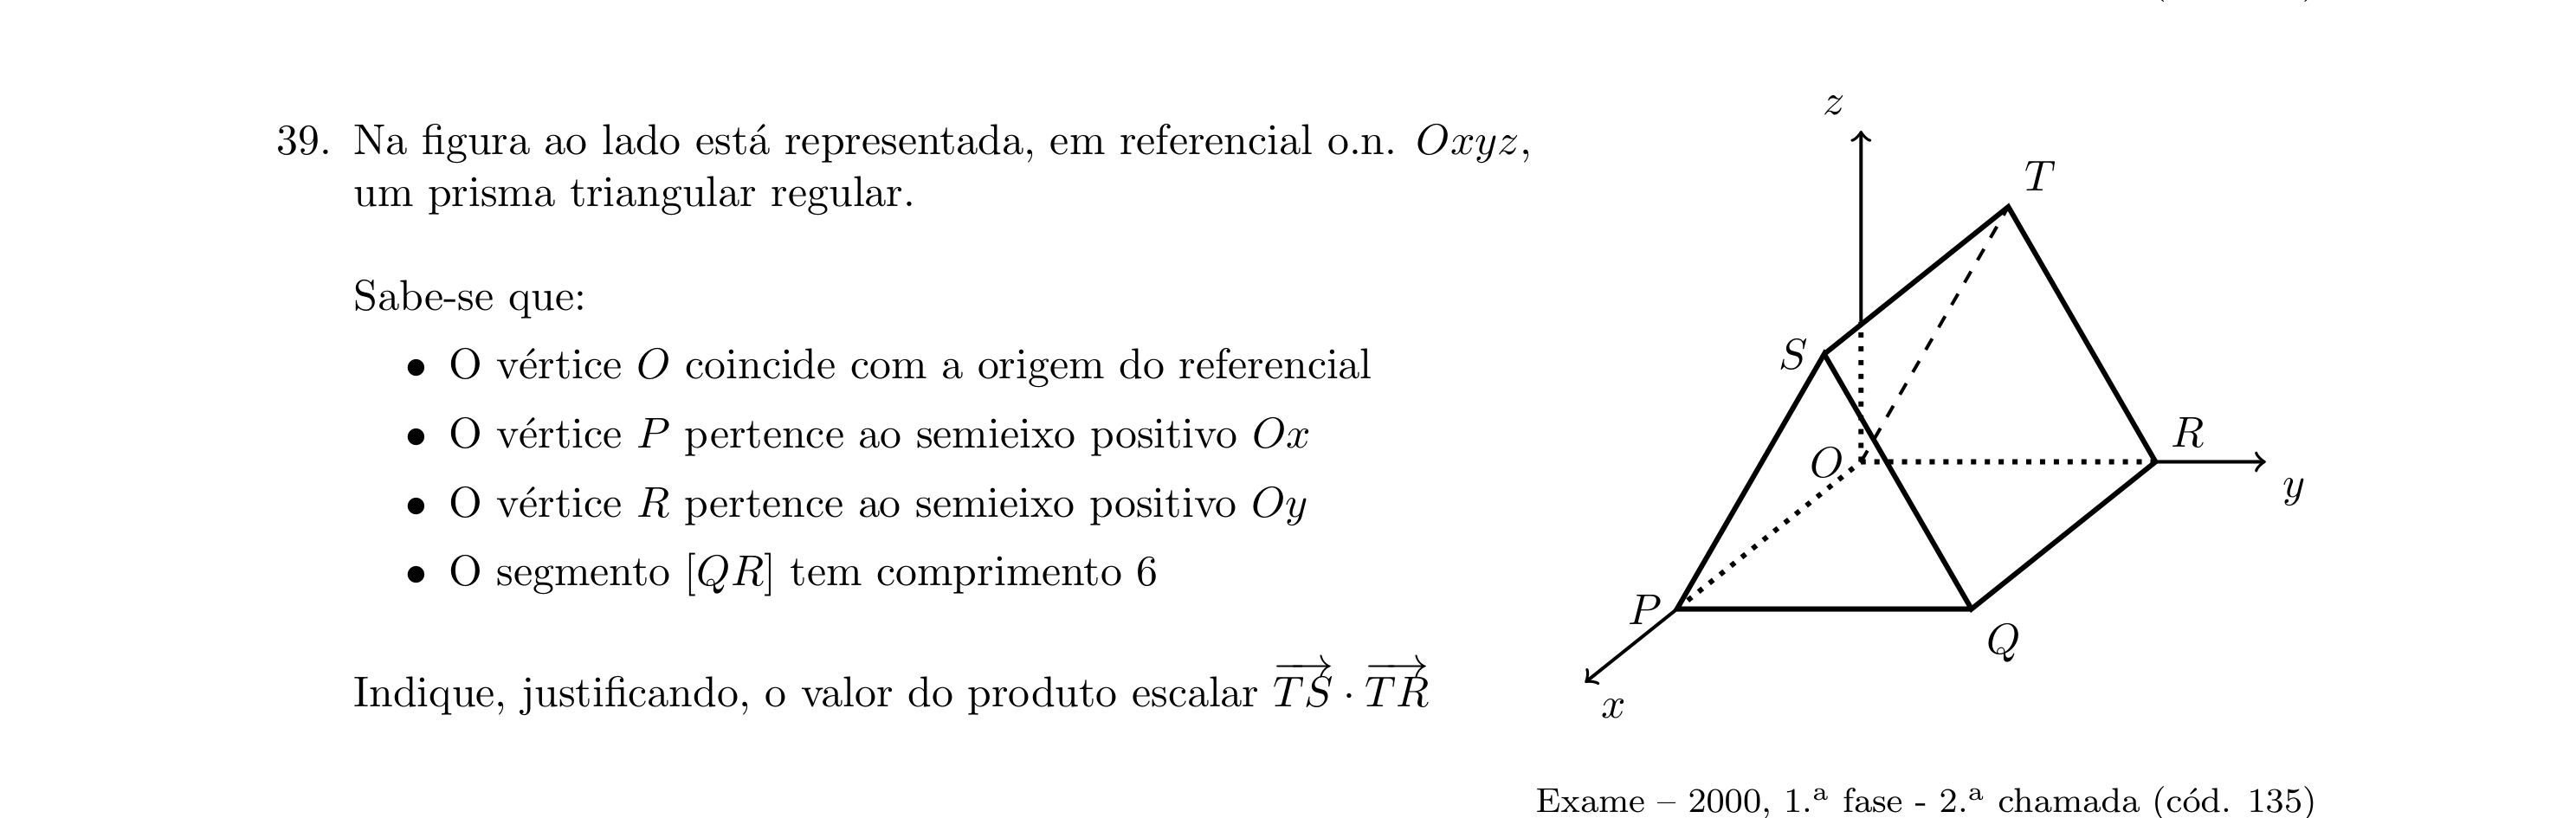 39. Na figura ao lado está representada, em referencial o.n. Oxyz,
um prisma triangular regular.
Sabe-se que:
• O vértice O coincide com a origem do referencial
• O vértice P pertence ao semieixo positivo Ox
• O vértice R pertence ao semieixo positivo Oy
• O segmento [QR] tem comprimento 6
Indique, justificando, o valor do produto escalar $\overrightarrow{TS} \cdot \overrightarrow{TR}$
z
T
S
O
R
y
P
Q
x
Exame – 2000, 1.ª fase - 2.ª chamada (cód. 135)